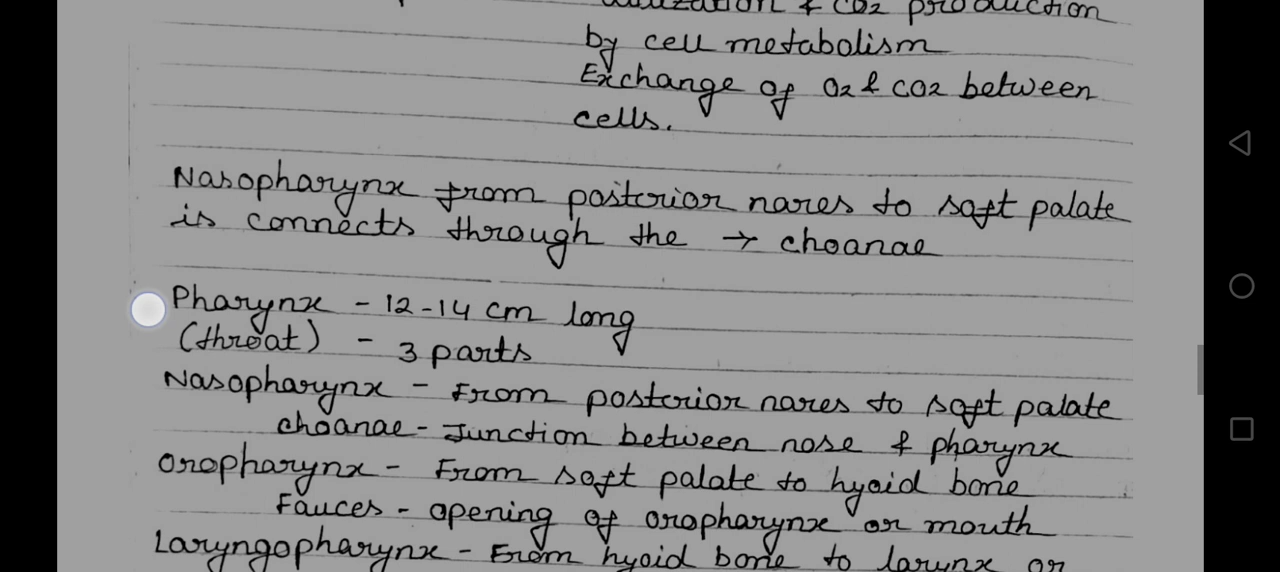 & CO2 production
by cell metabolism
Exchange of O2 & CO2 between
cells.
Nasopharynx from posterior nares to soft palate
is connects through the → choanae
Pharynx - 12-14 cm long
(throat) - 3 parts
Nasopharynx - From posterior nares to soft palate
choanae - Junction between nose & pharynx
Oropharynx - From soft palate to hyoid bone
Fauces - opening of oropharynx or mouth
Laryngopharynx - From hyoid bone to larynx or